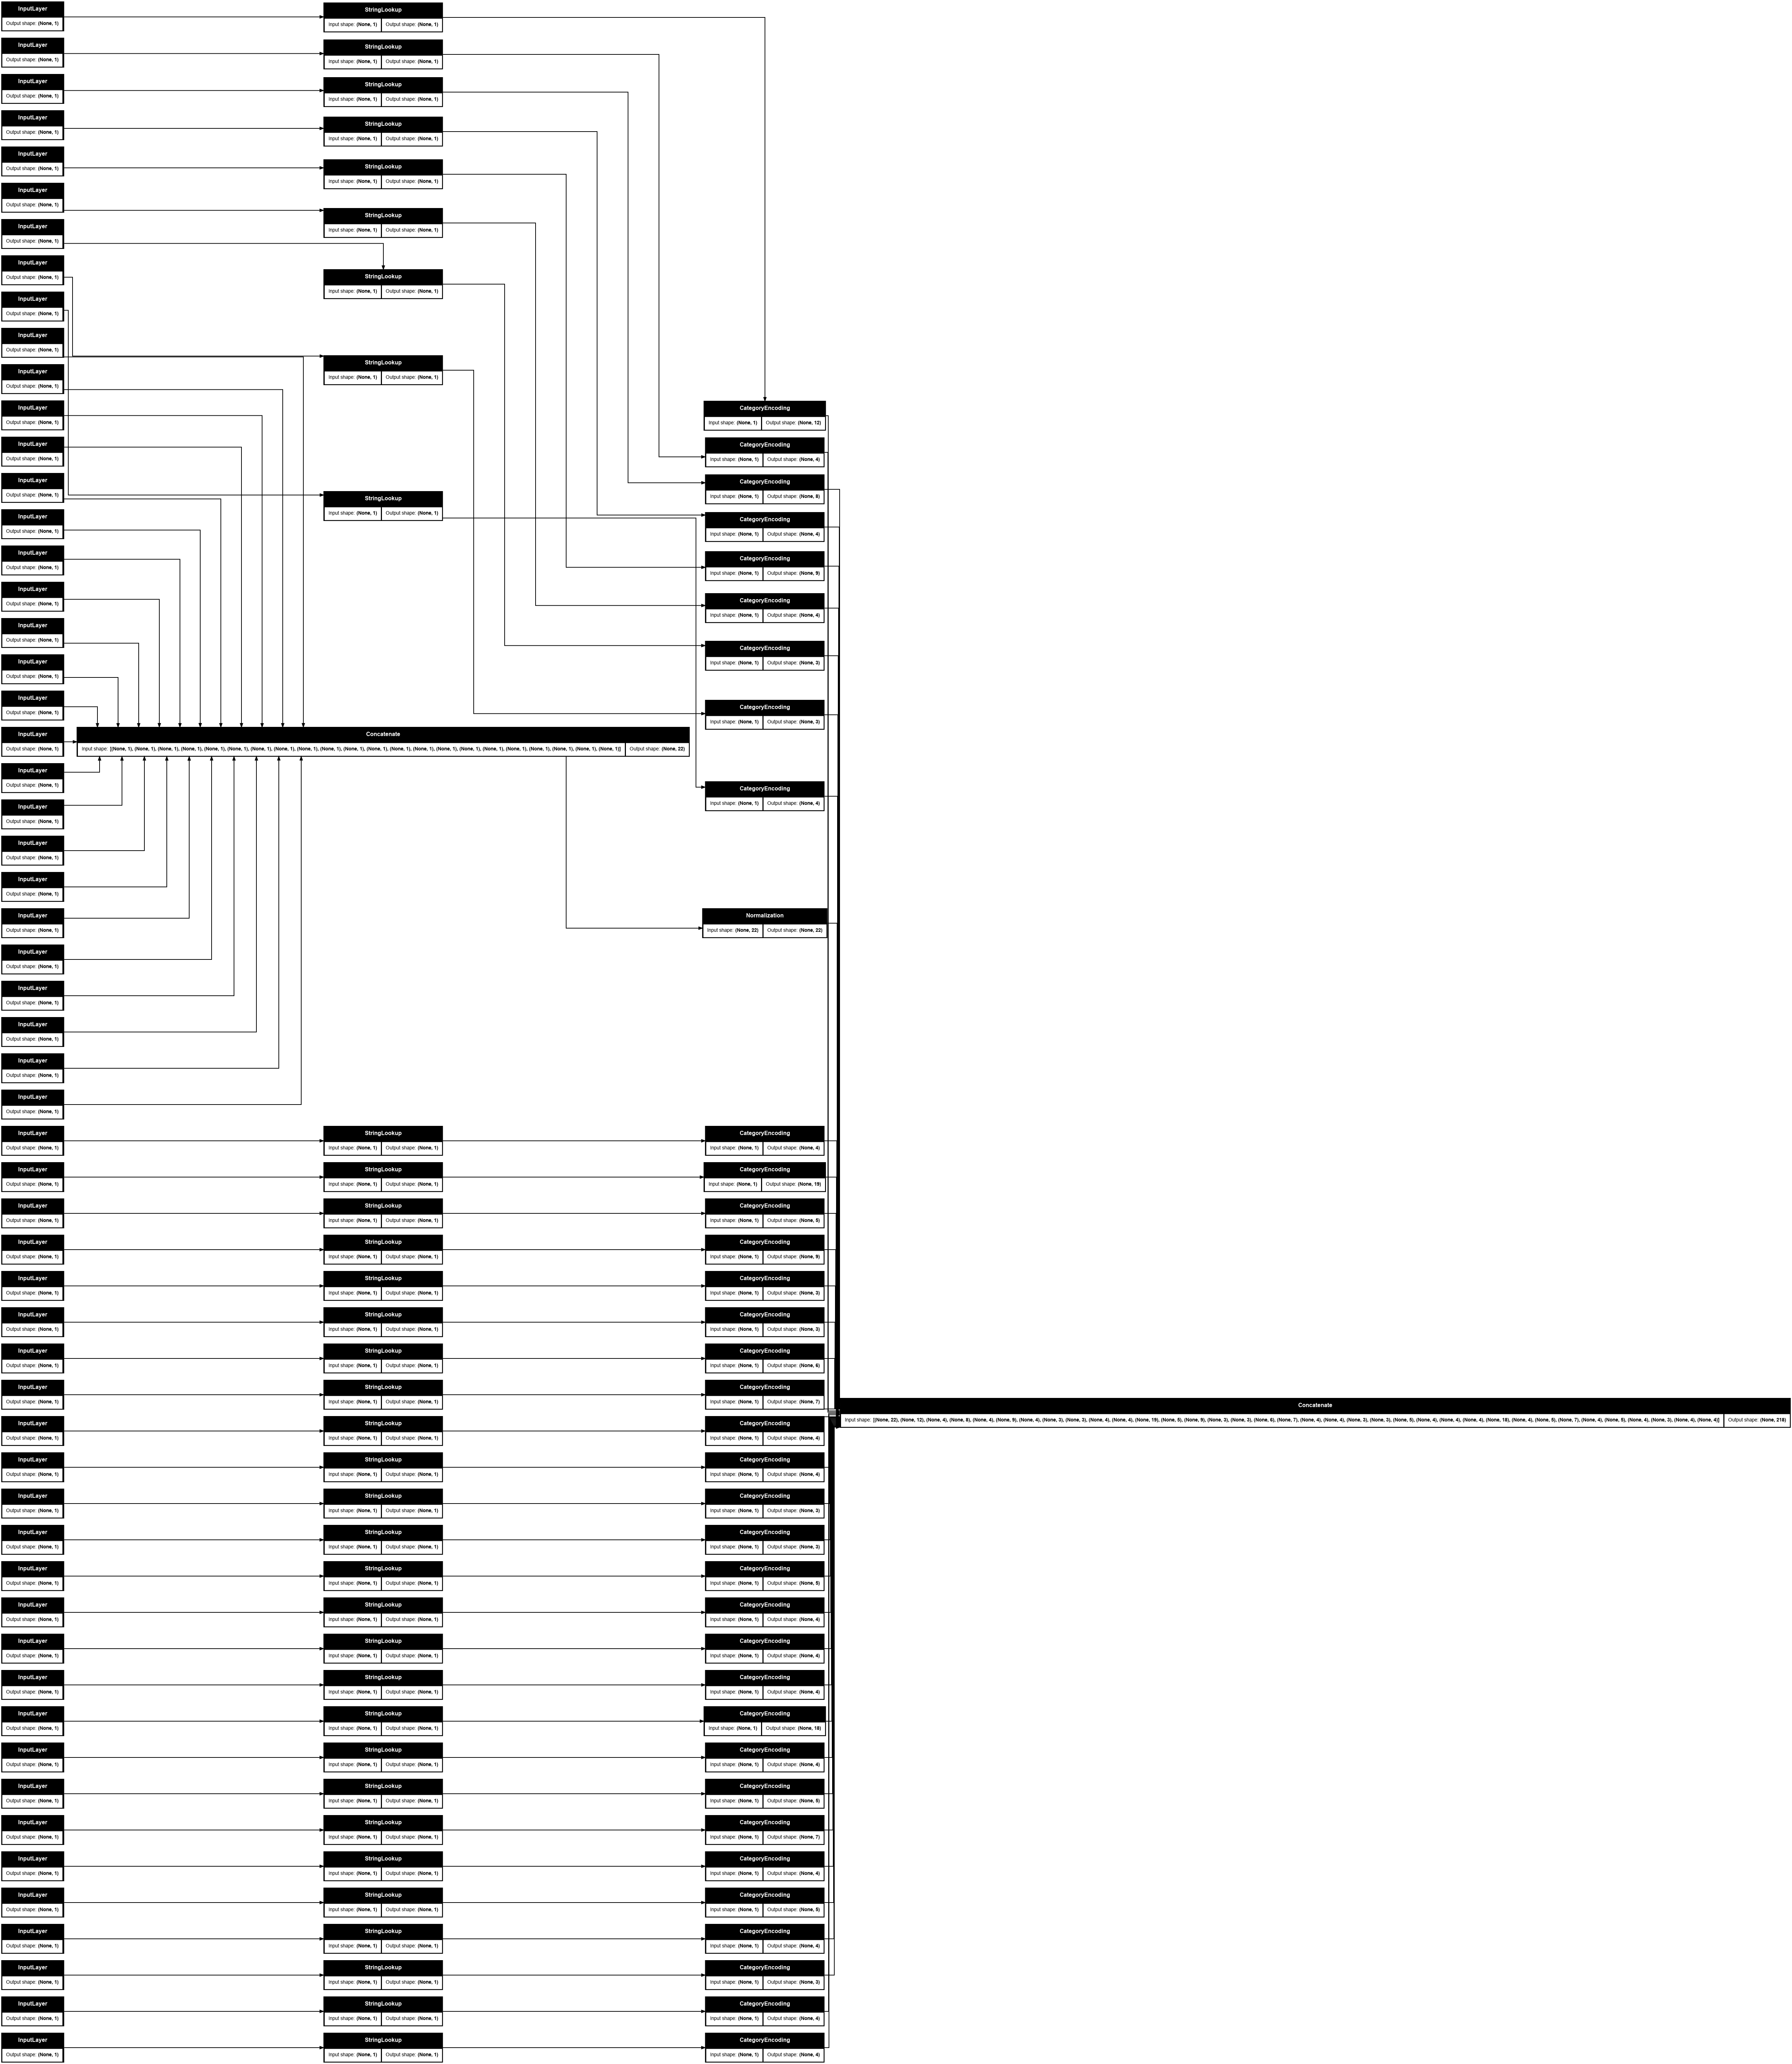 InputLayer StringLookup
Output shape: (None, 1) Input shape: (None, 1) Output shape: (None, 1)
InputLayer StringLookup
Output shape: (None, 1) Input shape: (None, 1) Output shape: (None, 1)
InputLayer StringLookup
Output shape: (None, 1) Input shape: (None, 1) Output shape: (None, 1)
InputLayer StringLookup
Output shape: (None, 1) Input shape: (None, 1) Output shape: (None, 1)
InputLayer StringLookup
Output shape: (None, 1) Input shape: (None, 1) Output shape: (None, 1)
InputLayer
Output shape: (None, 1)
StringLookup
Input shape: (None, 1) Output shape: (None, 1)
InputLayer
Output shape: (None, 1)
InputLayer
Output shape: (None, 1)
StringLookup
Input shape: (None, 1) Output shape: (None, 1)
InputLayer
Output shape: (None, 1)
InputLayer
Output shape: (None, 1)
StringLookup
Input shape: (None, 1) Output shape: (None, 1)
InputLayer
Output shape: (None, 1)
InputLayer CategoryEncoding
Output shape: (None, 1) Input shape: (None, 1) Output shape: (None, 12)
InputLayer CategoryEncoding
Output shape: (None, 1) Input shape: (None, 1) Output shape: (None, 4)
InputLayer CategoryEncoding
Output shape: (None, 1) Input shape: (None, 1) Output shape: (None, 8)
StringLookup
Input shape: (None, 1) Output shape: (None, 1)
InputLayer CategoryEncoding
Output shape: (None, 1) Input shape: (None, 1) Output shape: (None, 4)
InputLayer CategoryEncoding
Output shape: (None, 1) Input shape: (None, 1) Output shape: (None, 9)
InputLayer CategoryEncoding
Output shape: (None, 1) Input shape: (None, 1) Output shape: (None, 4)
InputLayer
Output shape: (None, 1)
CategoryEncoding
Input shape: (None, 1) Output shape: (None, 3)
InputLayer
Output shape: (None, 1)
InputLayer CategoryEncoding
Output shape: (None, 1) Input shape: (None, 1) Output shape: (None, 3)
InputLayer Concatenate
Output shape: (None, 1) Input shape: [(None, 1), (None, 1), (None, 1), (None, 1), (None, 1), (None, 1), (None, 1), (None, 1), (None, 1), (None, 1), (None, 1), (None, 1), (None, 1), (None, 1), (None, 1), (None, 1), (None, 1), (None, 1), (None, 1), (None, 1), (None, 1), (None, 1)] Output shape: (None, 22)
InputLayer
Output shape: (None, 1)
CategoryEncoding
Input shape: (None, 1) Output shape: (None, 4)
InputLayer
Output shape: (None, 1)
InputLayer
Output shape: (None, 1)
InputLayer
Output shape: (None, 1)
InputLayer Normalization
Output shape: (None, 1) Input shape: (None, 22) Output shape: (None, 22)
InputLayer
Output shape: (None, 1)
InputLayer
Output shape: (None, 1)
InputLayer
Output shape: (None, 1)
InputLayer
Output shape: (None, 1)
InputLayer
Output shape: (None, 1)
InputLayer StringLookup CategoryEncoding
Output shape: (None, 1) Input shape: (None, 1) Output shape: (None, 1) Input shape: (None, 1) Output shape: (None, 4)
InputLayer StringLookup CategoryEncoding
Output shape: (None, 1) Input shape: (None, 1) Output shape: (None, 1) Input shape: (None, 1) Output shape: (None, 19)
InputLayer StringLookup CategoryEncoding
Output shape: (None, 1) Input shape: (None, 1) Output shape: (None, 1) Input shape: (None, 1) Output shape: (None, 5)
InputLayer StringLookup CategoryEncoding
Output shape: (None, 1) Input shape: (None, 1) Output shape: (None, 1) Input shape: (None, 1) Output shape: (None, 9)
InputLayer StringLookup CategoryEncoding
Output shape: (None, 1) Input shape: (None, 1) Output shape: (None, 1) Input shape: (None, 1) Output shape: (None, 3)
InputLayer StringLookup CategoryEncoding
Output shape: (None, 1) Input shape: (None, 1) Output shape: (None, 1) Input shape: (None, 1) Output shape: (None, 3)
InputLayer StringLookup CategoryEncoding
Output shape: (None, 1) Input shape: (None, 1) Output shape: (None, 1) Input shape: (None, 1) Output shape: (None, 6)
InputLayer StringLookup CategoryEncoding
Output shape: (None, 1) Input shape: (None, 1) Output shape: (None, 1) Input shape: (None, 1) Output shape: (None, 7)
Concatenate
Input shape: [(None, 22), (None, 12), (None, 4), (None, 8), (None, 4), (None, 9), (None, 4), (None, 3), (None, 3), (None, 4), (None, 4), (None, 19), (None, 5), (None, 9), (None, 3), (None, 3), (None, 6), (None, 7), (None, 4), (None, 4), (None, 3), (None, 3), (None, 5), (None, 4), (None, 4), (None, 4), (None, 18), (None, 4), (None, 5), (None, 7), (None, 4), (None, 5), (None, 4), (None, 3), (None, 4), (None, 4)] Output shape: (None, 218)
InputLayer StringLookup CategoryEncoding
Output shape: (None, 1) Input shape: (None, 1) Output shape: (None, 1) Input shape: (None, 1) Output shape: (None, 4)
InputLayer StringLookup CategoryEncoding
Output shape: (None, 1) Input shape: (None, 1) Output shape: (None, 1) Input shape: (None, 1) Output shape: (None, 4)
InputLayer StringLookup CategoryEncoding
Output shape: (None, 1) Input shape: (None, 1) Output shape: (None, 1) Input shape: (None, 1) Output shape: (None, 3)
InputLayer StringLookup CategoryEncoding
Output shape: (None, 1) Input shape: (None, 1) Output shape: (None, 1) Input shape: (None, 1) Output shape: (None, 3)
InputLayer StringLookup CategoryEncoding
Output shape: (None, 1) Input shape: (None, 1) Output shape: (None, 1) Input shape: (None, 1) Output shape: (None, 5)
InputLayer StringLookup CategoryEncoding
Output shape: (None, 1) Input shape: (None, 1) Output shape: (None, 1) Input shape: (None, 1) Output shape: (None, 4)
InputLayer StringLookup CategoryEncoding
Output shape: (None, 1) Input shape: (None, 1) Output shape: (None, 1) Input shape: (None, 1) Output shape: (None, 4)
InputLayer StringLookup CategoryEncoding
Output shape: (None, 1) Input shape: (None, 1) Output shape: (None, 1) Input shape: (None, 1) Output shape: (None, 4)
InputLayer StringLookup CategoryEncoding
Output shape: (None, 1) Input shape: (None, 1) Output shape: (None, 1) Input shape: (None, 1) Output shape: (None, 18)
InputLayer StringLookup CategoryEncoding
Output shape: (None, 1) Input shape: (None, 1) Output shape: (None, 1) Input shape: (None, 1) Output shape: (None, 4)
InputLayer StringLookup CategoryEncoding
Output shape: (None, 1) Input shape: (None, 1) Output shape: (None, 1) Input shape: (None, 1) Output shape: (None, 5)
InputLayer StringLookup CategoryEncoding
Output shape: (None, 1) Input shape: (None, 1) Output shape: (None, 1) Input shape: (None, 1) Output shape: (None, 7)
InputLayer StringLookup CategoryEncoding
Output shape: (None, 1) Input shape: (None, 1) Output shape: (None, 1) Input shape: (None, 1) Output shape: (None, 4)
InputLayer StringLookup CategoryEncoding
Output shape: (None, 1) Input shape: (None, 1) Output shape: (None, 1) Input shape: (None, 1) Output shape: (None, 5)
InputLayer StringLookup CategoryEncoding
Output shape: (None, 1) Input shape: (None, 1) Output shape: (None, 1) Input shape: (None, 1) Output shape: (None, 4)
InputLayer StringLookup CategoryEncoding
Output shape: (None, 1) Input shape: (None, 1) Output shape: (None, 1) Input shape: (None, 1) Output shape: (None, 3)
InputLayer StringLookup CategoryEncoding
Output shape: (None, 1) Input shape: (None, 1) Output shape: (None, 1) Input shape: (None, 1) Output shape: (None, 4)
InputLayer StringLookup CategoryEncoding
Output shape: (None, 1) Input shape: (None, 1) Output shape: (None, 1) Input shape: (None, 1) Output shape: (None, 4)